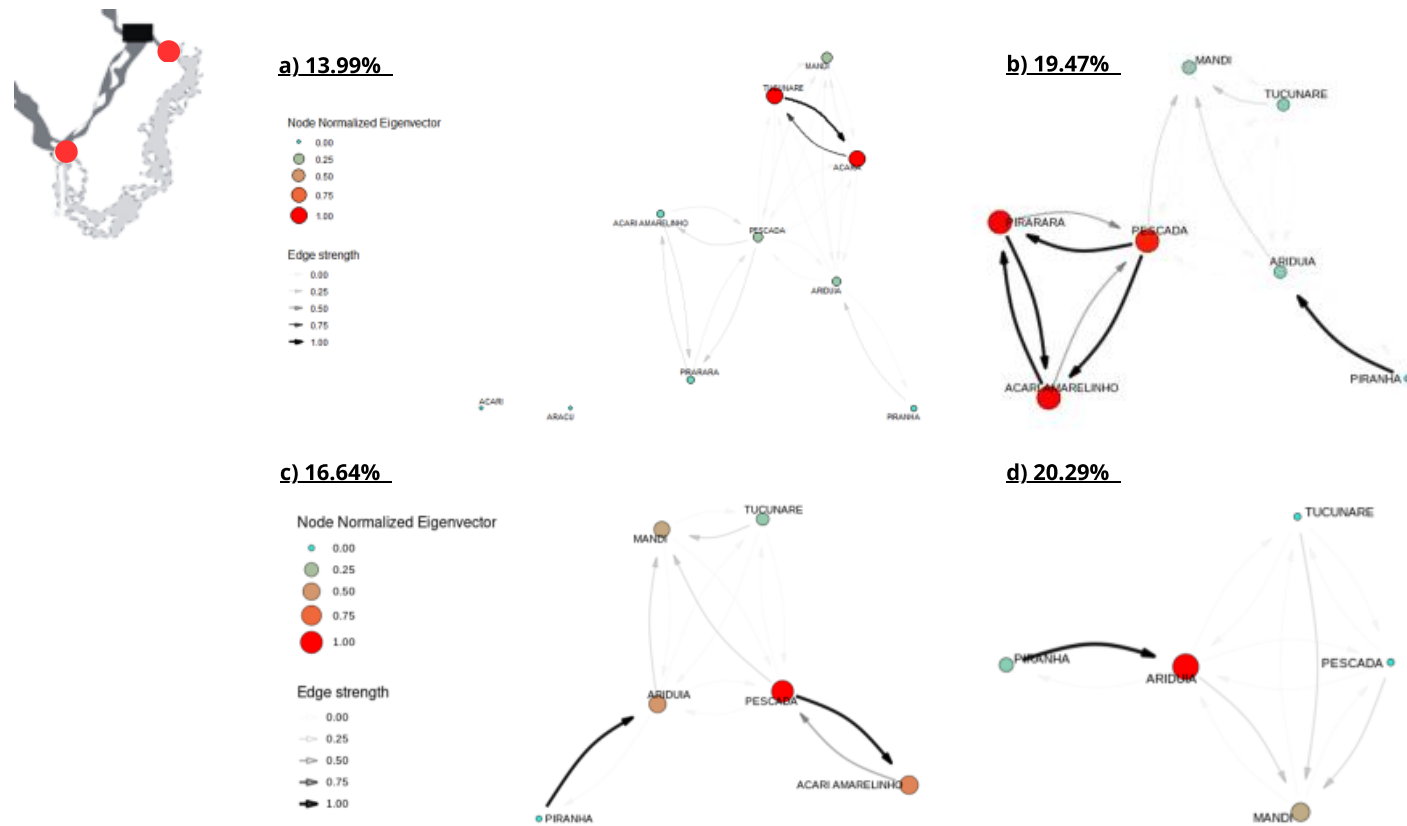 a) 13.99%
Node Normalized Eigenvector
0.00
0.25
0.50
0.75
1.00
Edge strength
0.00
0.25
0.50
0.75
1.00
MANDI
TUCUNARE
ACARA
ACARI AMARELINHO
PESCADA
ARIDUIA
PIRARARA
ACARI
ARACU
PIRANHA
b) 19.47%
MANDI
TUCUNARE
PIRARARA
PESCADA
ARIDUIA
PIRANHA
ACARI AMARELINHO
c) 16.64%
Node Normalized Eigenvector
0.00
0.25
0.50
0.75
1.00
Edge strength
0.00
0.25
0.50
0.75
1.00
TUCUNARE
MANDI
ARIDUIA
PESCADA
ACARI AMARELINHO
PIRANHA
d) 20.29%
TUCUNARE
PIRANHA
PESCADA
ARIDUIA
MANDI